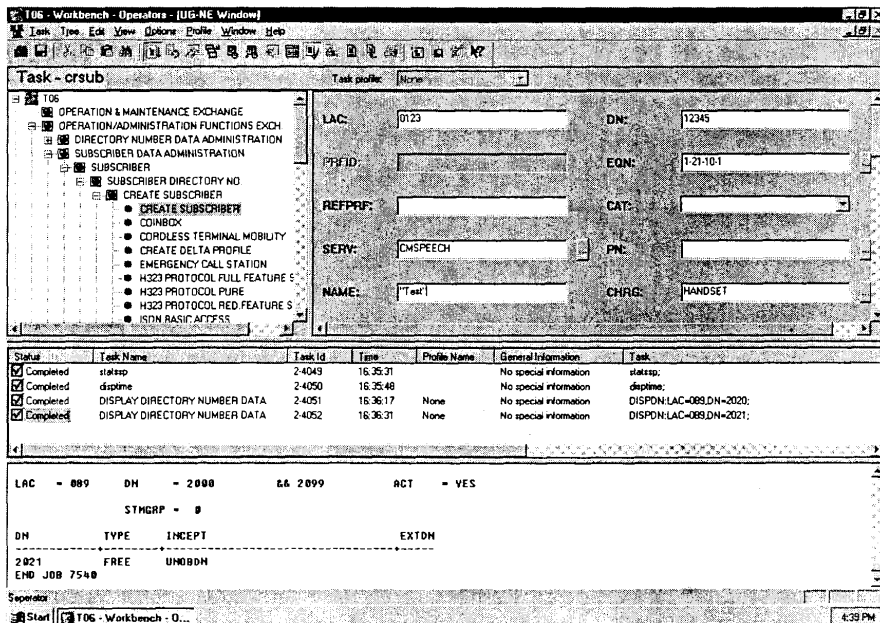 T06 - Workbench - Operators - [UG-NE Window]
Task Tree Edit View Options Profile Window Help
Task - crsub
Task profile: None
T06
OPERATION & MAINTENANCE EXCHANGE
OPERATION/ADMINISTRATION FUNCTIONS EXCH.
DIRECTORY NUMBER DATA ADMINISTRATION
SUBSCRIBER DATA ADMINISTRATION
SUBSCRIBER
SUBSCRIBER DIRECTORY NO.
CREATE SUBSCRIBER
CREATE SUBSCRIBER
COINBOX
CORDLESS TERMINAL MOBILITY
CREATE DELTA PROFILE
EMERGENCY CALL STATION
H323 PROTOCOL FULL FEATURE S
H323 PROTOCOL PURE
H323 PROTOCOL RED.FEATURE S
ISDN BASIC ACCESS
LAC: 0123 DN: 12345
PRFID: EQN: 1-21-10-1
REFPRF: CAT:
SERV: CMSPEECH PN:
NAME: "Test" CHRG: HANDSET
Status Task Name Task Id Time Profile Name General Information Task
Completed statssp 2-4049 16:35:31 No special information statssp;
Completed disptime 2-4050 16:35:48 No special information disptime;
Completed DISPLAY DIRECTORY NUMBER DATA 2-4051 16:36:17 None No special information DISPDN:LAC=089,DN=2020;
Completed DISPLAY DIRECTORY NUMBER DATA 2-4052 16:36:31 None No special information DISPDN:LAC=089,DN=2021;
LAC = 089 DN = 2000 && 2099 ACT = YES
STMGRP = 0
DN TYPE INCEPT EXTDN
2021 FREE UNOBDN
END JOB 7540
Seperator
Start T06 - Workbench - O... 4:39 PM